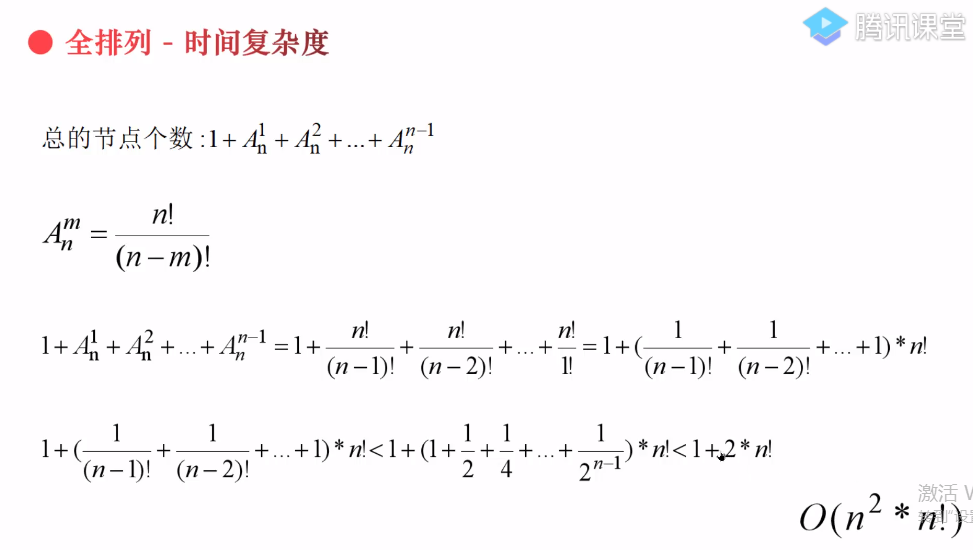 全排列 - 时间复杂度
腾讯课堂
总的节点个数:1+A_n^1+A_n^2+...+A_n^{n-1}
A_n^m=\frac{n!}{(n-m)!}
1+A_n^1+A_n^2+...+A_n^{n-1}=1+\frac{n!}{(n-1)!}+\frac{n!}{(n-2)!}+...+\frac{n!}{1!}=1+(\frac{1}{(n-1)!}+\frac{1}{(n-2)!}+...+1)*n!
1+(\frac{1}{(n-1)!}+\frac{1}{(n-2)!}+...+1)*n!<1+(1+\frac{1}{2}+\frac{1}{4}+...+\frac{1}{2^{n-1}})*n!<1+2*n!
激活 W
O(n^2*n!)